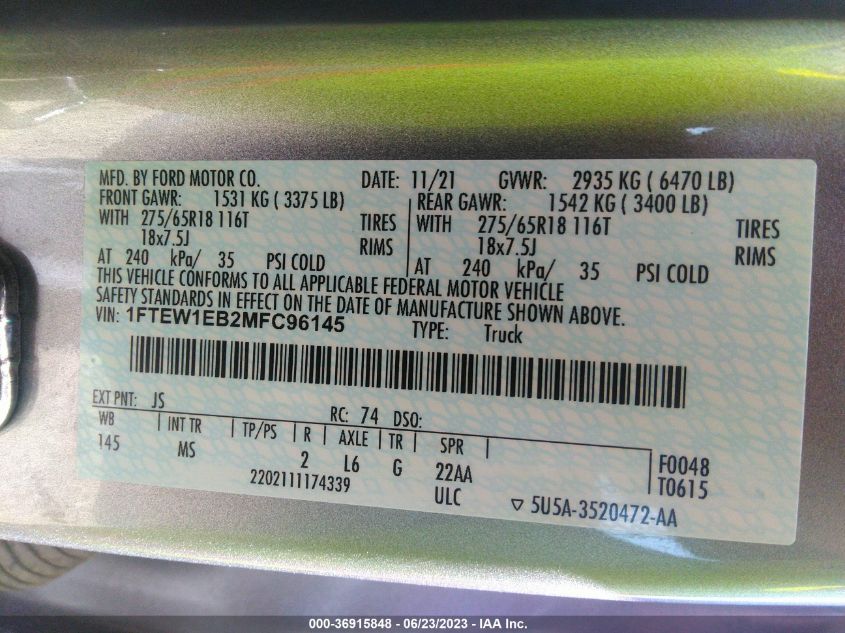 MFD. BY FORD MOTOR CO. DATE: 11/21 GVWR: 2935 KG ( 6470 LB)
FRONT GAWR: 1531 KG ( 3375 LB) REAR GAWR: 1542 KG ( 3400 LB)
WITH 275/65R18 116T TIRES WITH 275/65R18 116T TIRES
18x7.5J RIMS 18x7.5J RIMS
AT 240 kPa/ 35 PSI COLD AT 240 kPa/ 35 PSI COLD
THIS VEHICLE CONFORMS TO ALL APPLICABLE FEDERAL MOTOR VEHICLE
SAFETY STANDARDS IN EFFECT ON THE DATE OF MANUFACTURE SHOWN ABOVE.
VIN: 1FTEW1EB2MFC96145 TYPE: Truck
EXT PNT: JS RC: 74 DSO:
WB INT TR TP/PS R AXLE TR SPR
145 MS 2 L6 G 22AA F0048
2202111174339 ULC T0615
5U5A-3520472-AA
000-36915848 - 06/23/2023 - IAA Inc.